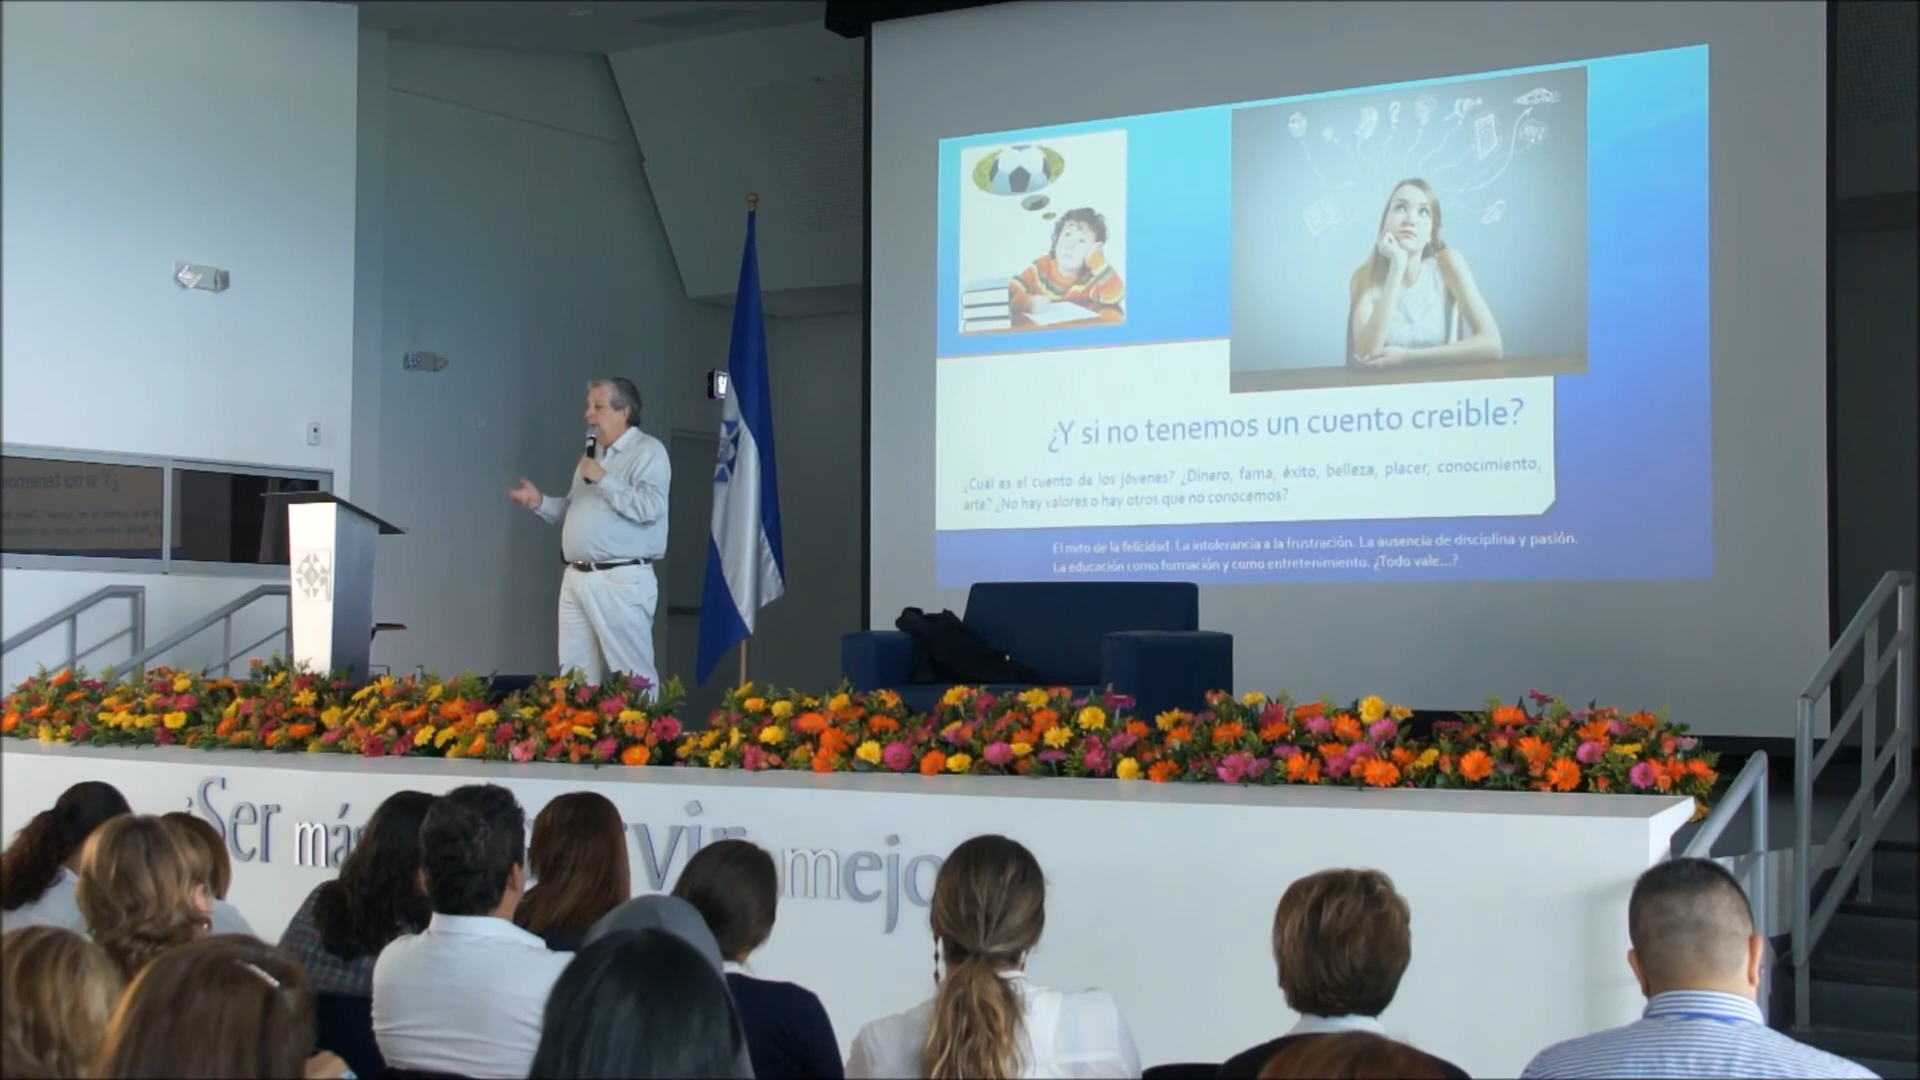 ¿Y si no tenemos un cuento creible?
¿Cuál es el cuento de los jóvenes? ¿Dinero, fama, éxito, belleza, placer, conocimiento,
arte? ¿No hay valores o hay otros que no conocemos?
El mito de la felicidad. La intolerancia a la frustración. La ausencia de disciplina y pasión.
La educación como formación y como entretenimiento. ¿Todo vale...?
¡Ser más vir mejo